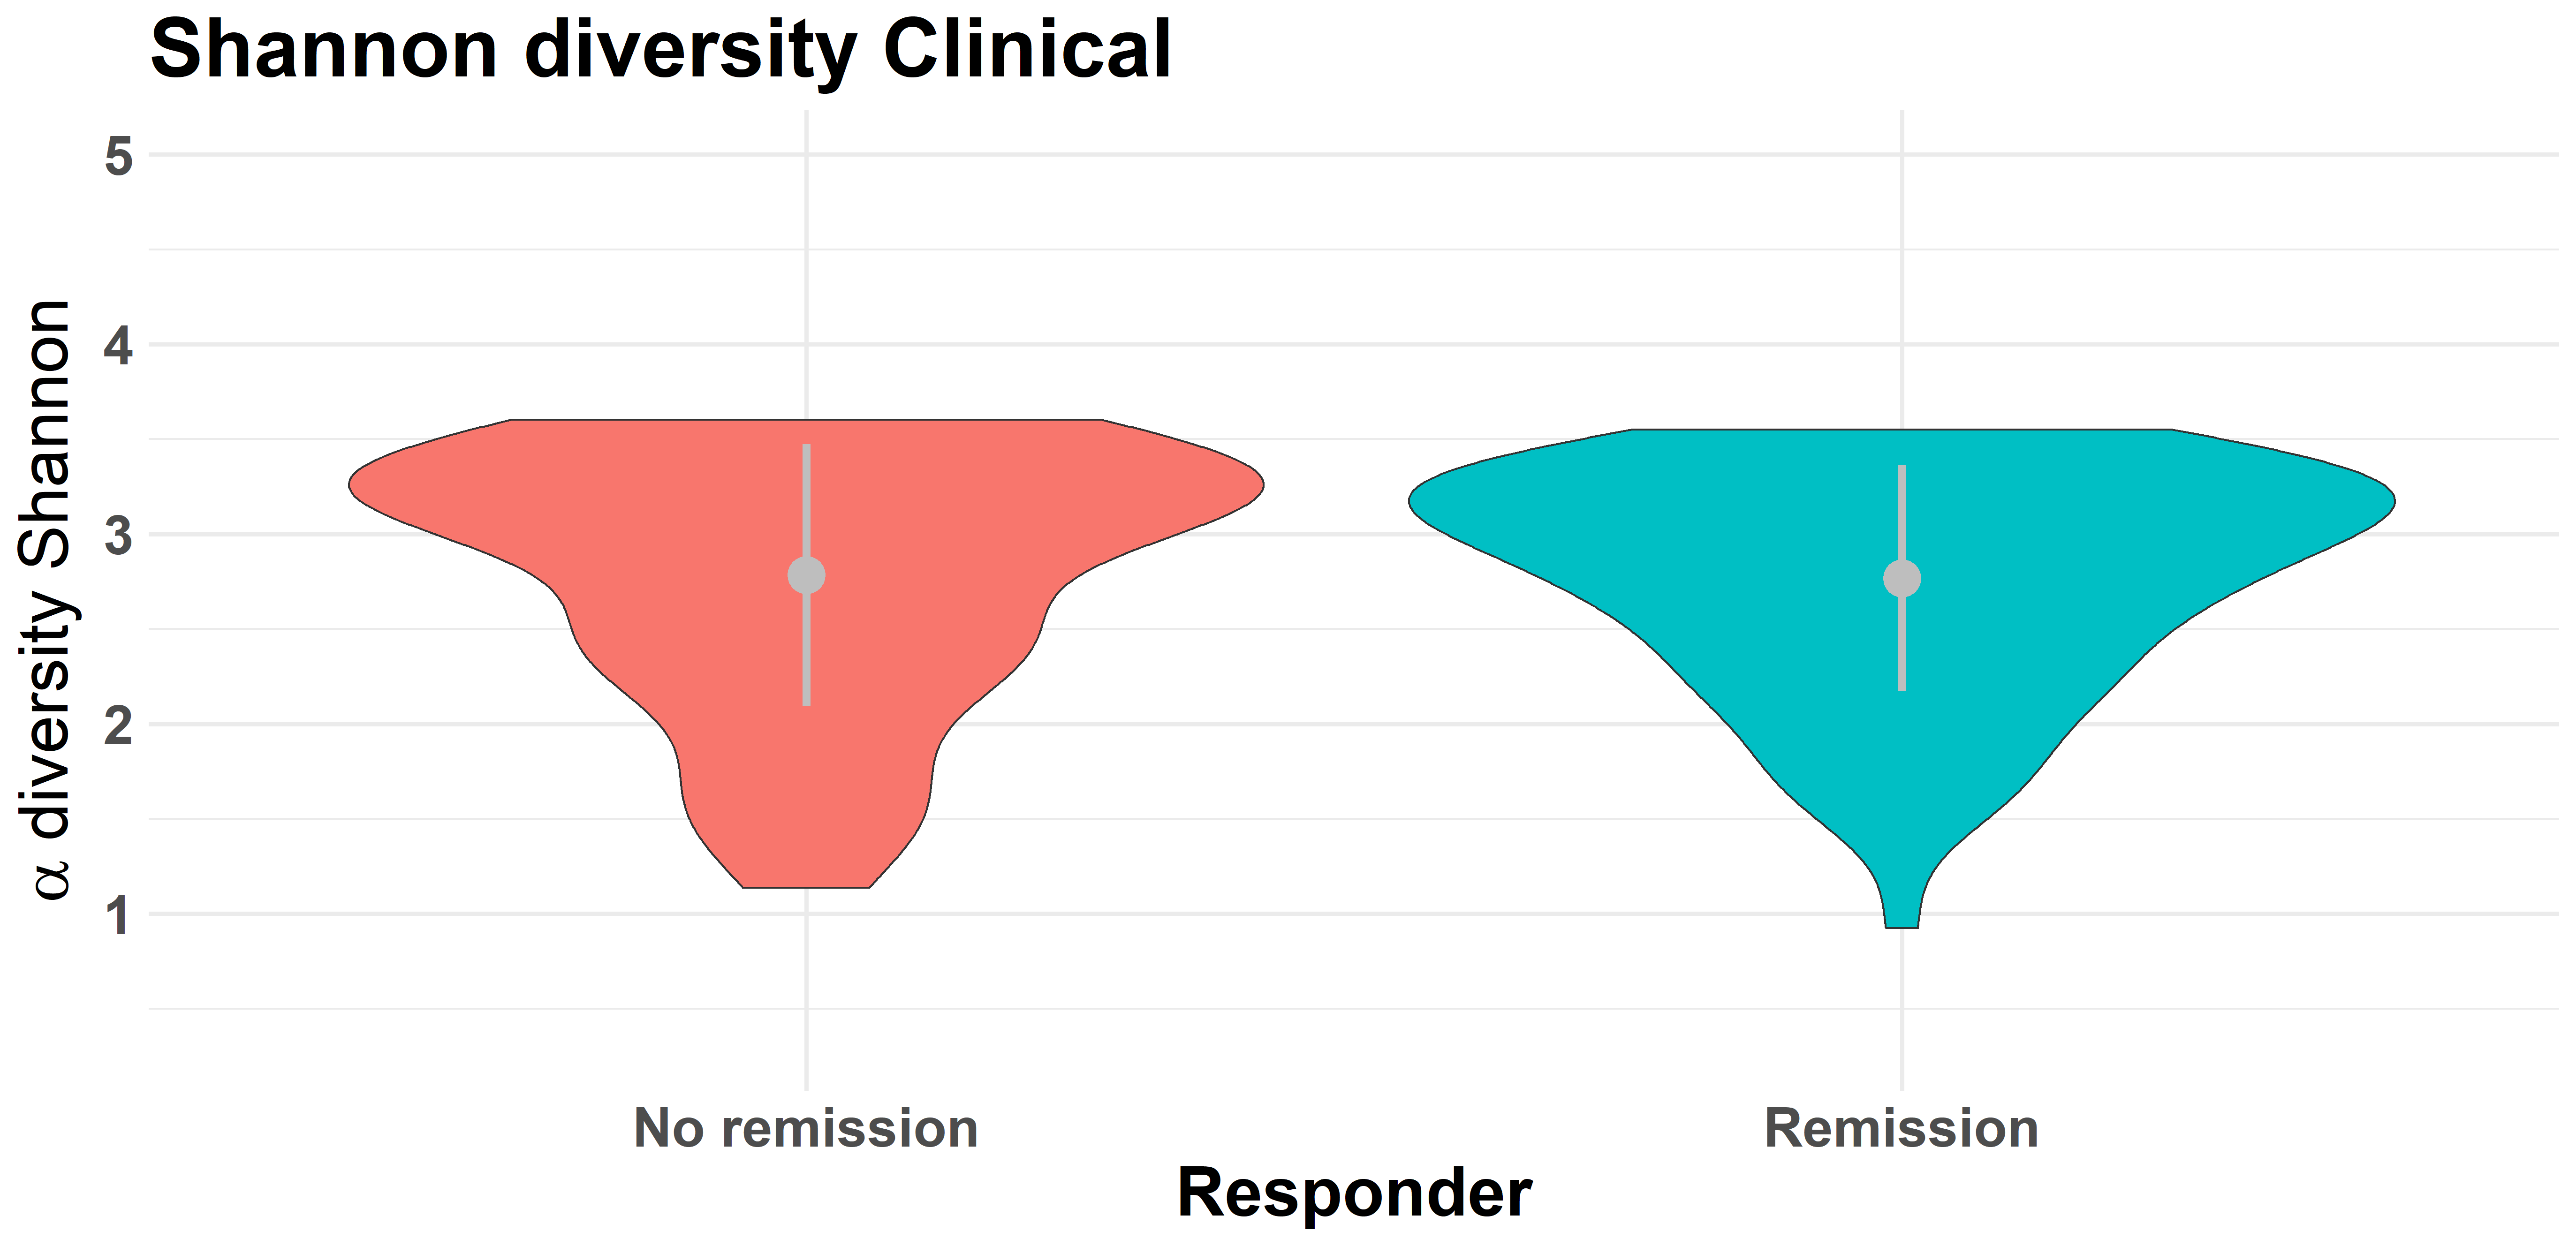 Shannon diversity Clinical
α diversity Shannon
5
4
3
2
1
No remission
Remission
Responder